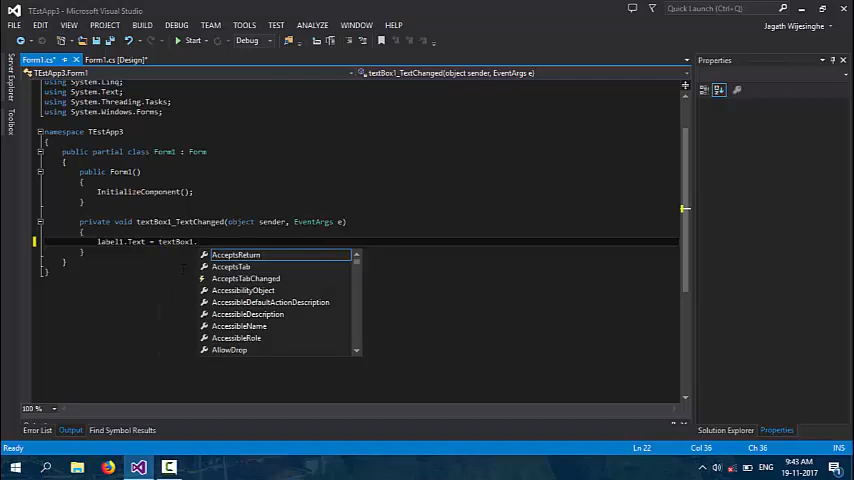 TEstApp3 - Microsoft Visual Studio
Quick Launch (Ctrl+Q)
FILE EDIT VIEW PROJECT BUILD DEBUG TEAM TOOLS TEST ANALYZE WINDOW HELP
Jagath Wijesinghe
Start Debug
Form1.cs* Form1.cs [Design]*
Properties
TEstApp3.Form1
textBox1_TextChanged(object sender, EventArgs e)
Server Explorer
Toolbox
using System.Linq;
using System.Text;
using System.Threading.Tasks;
using System.Windows.Forms;
namespace TEstApp3
{
public partial class Form1 : Form
{
public Form1()
{
InitializeComponent();
}
private void textBox1_TextChanged(object sender, EventArgs e)
{
label1.Text = textBox1.
}
}
}
AcceptsReturn
AcceptsTab
AcceptsTabChanged
AccessibilityObject
AccessibleDefaultActionDescription
AccessibleDescription
AccessibleName
AccessibleRole
AllowDrop
100 %
Error List Output Find Symbol Results
Solution Explorer Properties
Ready
Ln 22 Col 36 Ch 36 INS
ENG
9:43 AM
19-11-2017